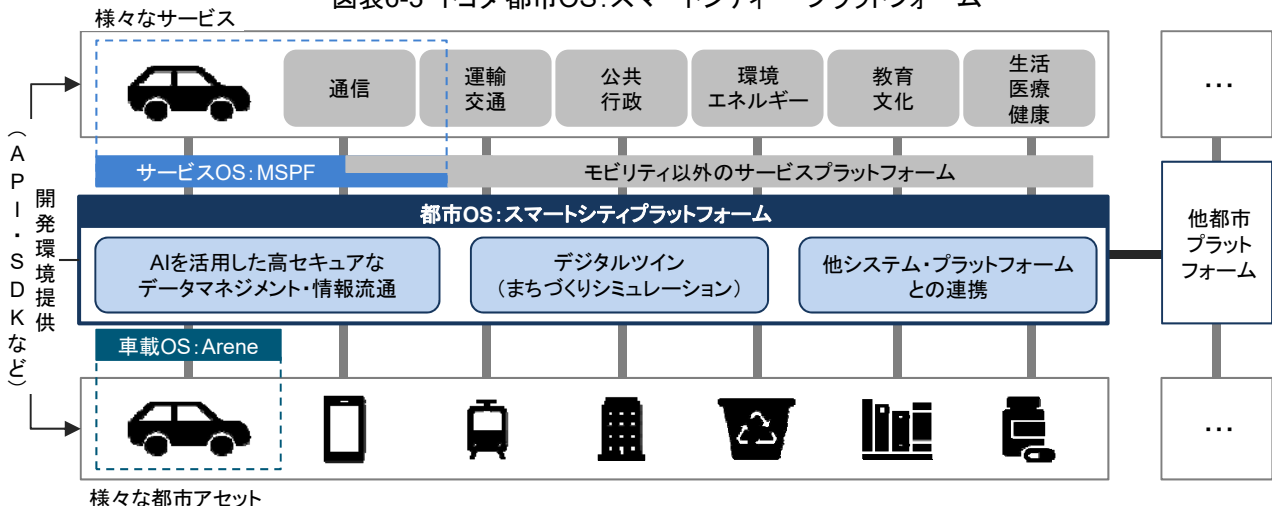 様々なサービス
通信
運輸
交通
公共
行政
環境
エネルギー
教育
文化
生活
医療
健康
…
サービスOS：MSPF
モビリティ以外のサービスプラットフォーム
都市OS：スマートシティプラットフォーム
AIを活用した高セキュアな
データマネジメント・情報流通
デジタルツイン
（まちづくりシミュレーション）
他システム・プラットフォーム
との連携
他都市
プラット
フォーム
開発環境提供
（API・SDKなど）
車載OS：Arene
…
様々な都市アセット